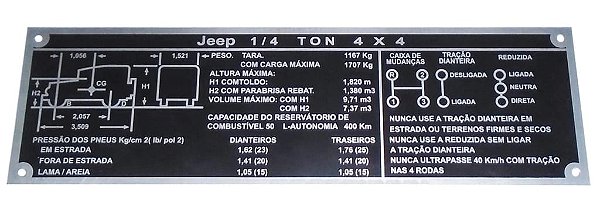 Jeep 1/4 TON 4 X 4
1,056
1,521
CG
H2
H1
2,057
3,509
PESO. TARA. 1167 Kg
COM CARGA MÁXIMA 1707 Kg
ALTURA MÁXIMA:
H1 COMTOLDO: 1,820 m
H2 COM PARABRISA REBAT. 1,380 m3
VOLUME MÁXIMO: COM H1 9,71 m3
COM H2 7,37 m3
CAPACIDADE DO RESERVATÓRIO DE
COMBUSTÍVEL 50 L-AUTONOMIA 400 Km
PRESSÃO DOS PNEUS Kg/cm 2( lb/ pol 2) DIANTEIROS TRASEIROS
EM ESTRADA 1,62 (23) 1,76 (25)
FORA DE ESTRADA 1,41 (20) 1,41 (20)
LAMA / AREIA 1,05 (15) 1,05 (15)
CAIXA DE
MUDANÇAS
R 2
1 3
TRAÇÃO
DIANTEIRA
DESLIGADA
LIGADA
REDUZIDA
LIGADA
NEUTRA
DIRETA
NUNCA USE A TRAÇÃO DIANTEIRA EM
ESTRADA OU TERRENOS FIRMES E SECOS
NUNCA USE A REDUZIDA SEM LIGAR
A TRAÇÃO DIANTEIRA
NUNCA ULTRAPASSE 40 Km/H COM TRAÇÃO
NAS 4 RODAS